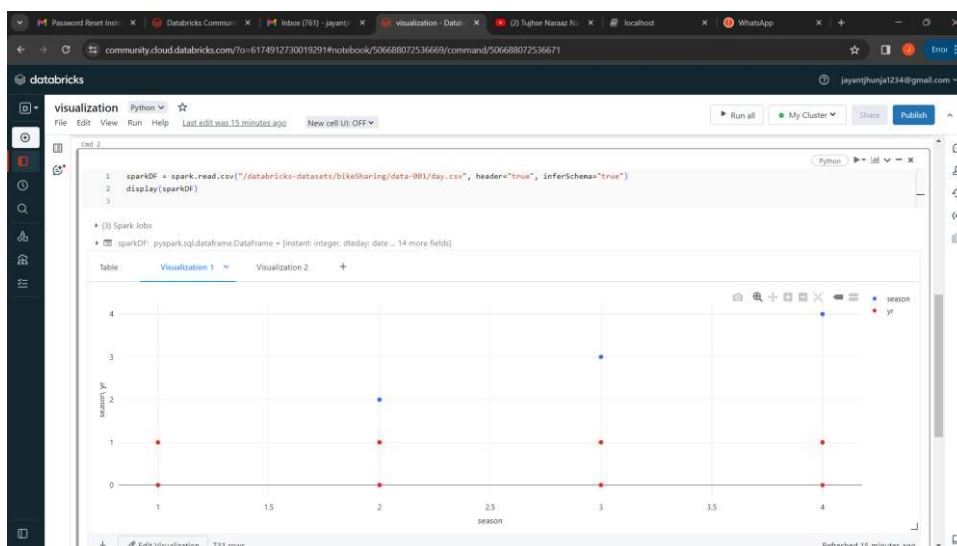 Password Reset Instr
Databricks Commun
Inbox (761) - jayantjh
visualization - Datab
(2) Tujhse Naraaz Na
localhost
WhatsApp
community.cloud.databricks.com/?o=6174912730019291#notebook/506688072536669/command/506688072536671
Error
databricks
jayantjhunja1234@gmail.com
visualization Python
File Edit View Run Help Last edit was 15 minutes ago New cell UI: OFF
Run all My Cluster Share Publish
Cmd 2
Python
1 sparkDF = spark.read.csv("/databricks-datasets/bikeSharing/data-001/day.csv", header="true", inferSchema="true")
2 display(sparkDF)
3
(3) Spark Jobs
sparkDF: pyspark.sql.dataframe.DataFrame = [instant: integer, dteday: date ... 14 more fields]
Table Visualization 1 Visualization 2 +
season
yr
4
3
2
1
0
season, yr
1 1.5 2 2.5 3 3.5 4
season
Edit Visualization 731 rows
Refreshed 15 minutes ago